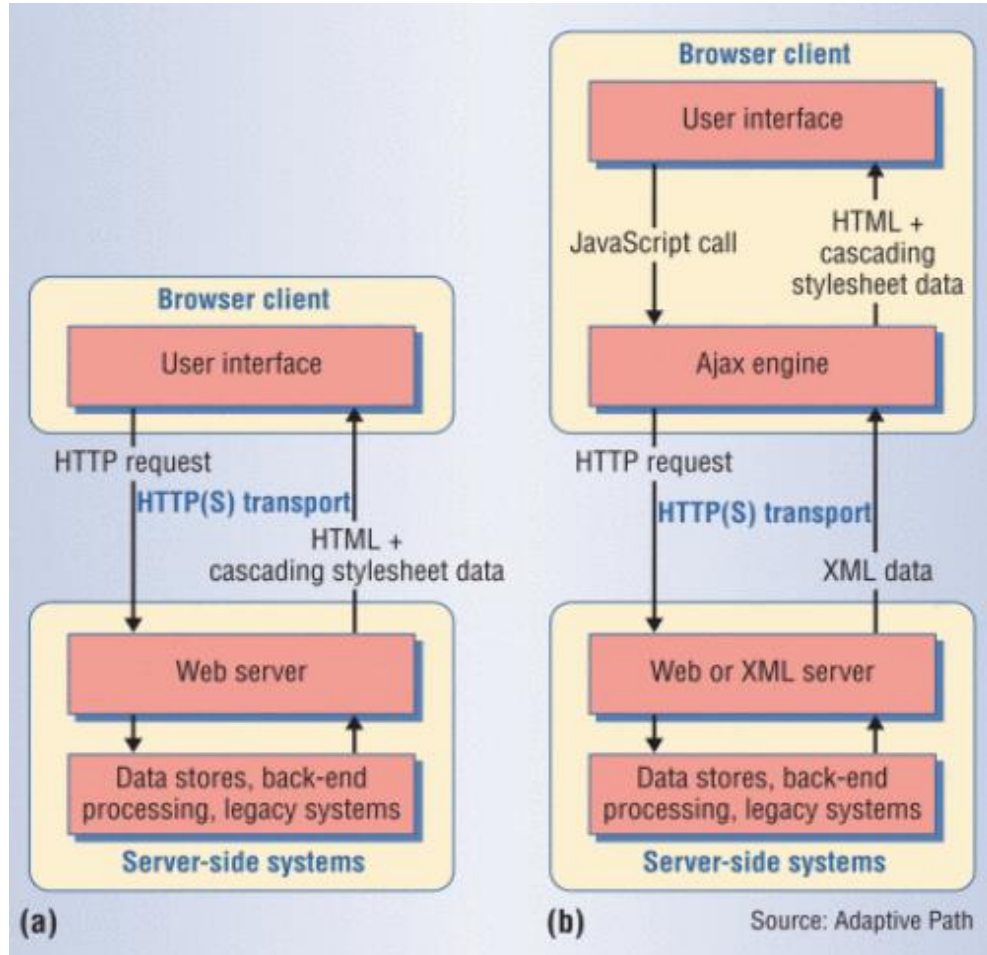 Browser client
User interface
HTTP request
HTTP(S) transport
HTML +
cascading stylesheet data
Web server
Data stores, back-end
processing, legacy systems
Server-side systems
(a)
Browser client
User interface
JavaScript call
HTML +
cascading
stylesheet data
Ajax engine
HTTP request
HTTP(S) transport
XML data
Web or XML server
Data stores, back-end
processing, legacy systems
Server-side systems
(b)
Source: Adaptive Path